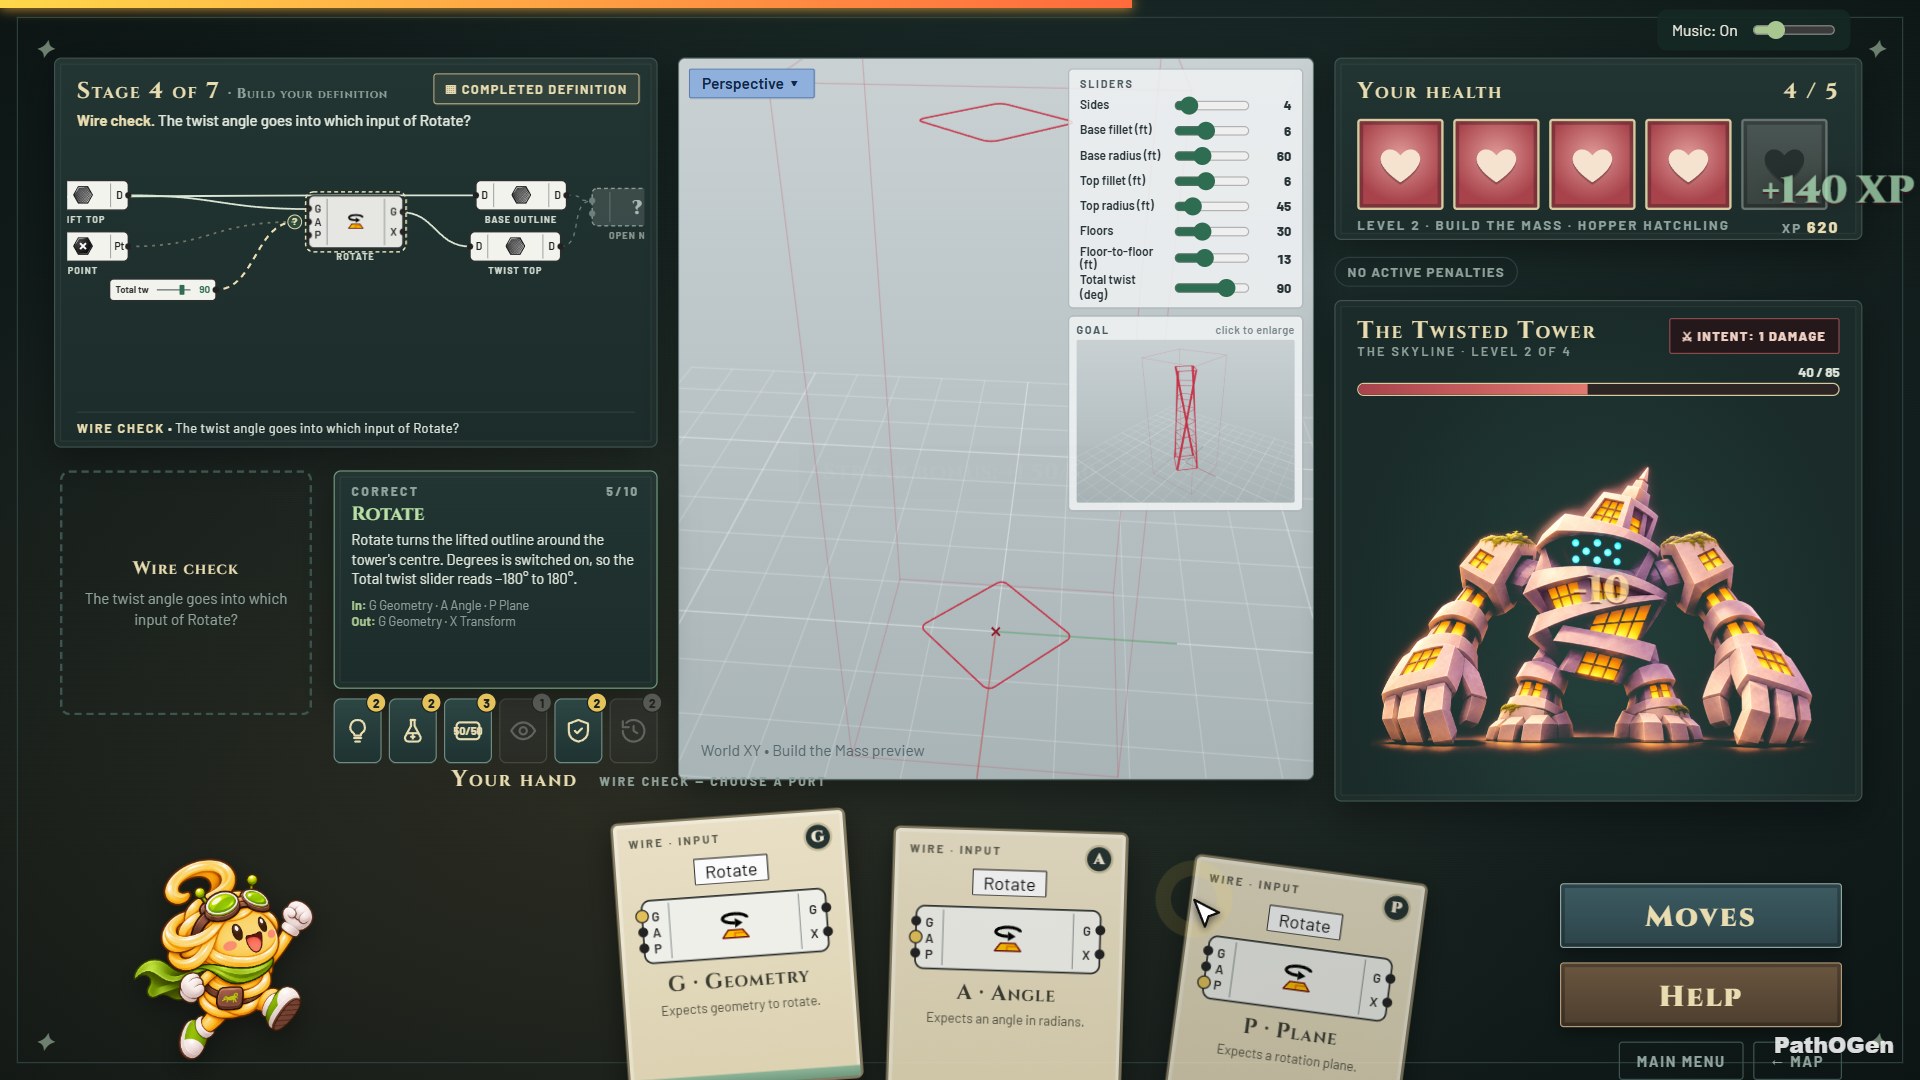 Music: On
Stage 4 of 7 · Build your definition
COMPLETED DEFINITION
Wire check. The twist angle goes into which input of Rotate?
D
IFT TOP
Pt
POINT
Total tw 90
?
G
A
P
G
X
ROTATE
D D
BASE OUTLINE
D D
TWIST TOP
?
OPEN N
WIRE CHECK • The twist angle goes into which input of Rotate?
Wire check
The twist angle goes into which
input of Rotate?
CORRECT 5/10
Rotate
Rotate turns the lifted outline around the
tower's centre. Degrees is switched on, so the
Total twist slider reads −180° to 180°.
In: G Geometry · A Angle · P Plane
Out: G Geometry · X Transform
2 2 3 1 2 2
50/50
Perspective ▼
SLIDERS
Sides 4
Base fillet (ft) 6
Base radius (ft) 60
Top fillet (ft) 6
Top radius (ft) 45
Floors 30
Floor-to-floor
(ft) 13
Total twist
(deg) 90
GOAL click to enlarge
World XY • Build the Mass preview
Your health 4 / 5
+140 XP
LEVEL 2 · BUILD THE MASS · HOPPER HATCHLING XP 620
NO ACTIVE PENALTIES
The Twisted Tower
INTENT: 1 DAMAGE
THE SKYLINE · LEVEL 2 OF 4
40 / 85
-10
Your hand WIRE CHECK – CHOOSE A PORT
WIRE · INPUT G
Rotate
G
A
P
G
X
G · Geometry
Expects geometry to rotate.
WIRE · INPUT A
Rotate
G
A
P
G
X
A · Angle
Expects an angle in radians.
WIRE · INPUT P
Rotate
G
A
P
G
X
P · Plane
Expects a rotation plane.
Moves
Help
MAIN MENU
← MAP
PathOGen